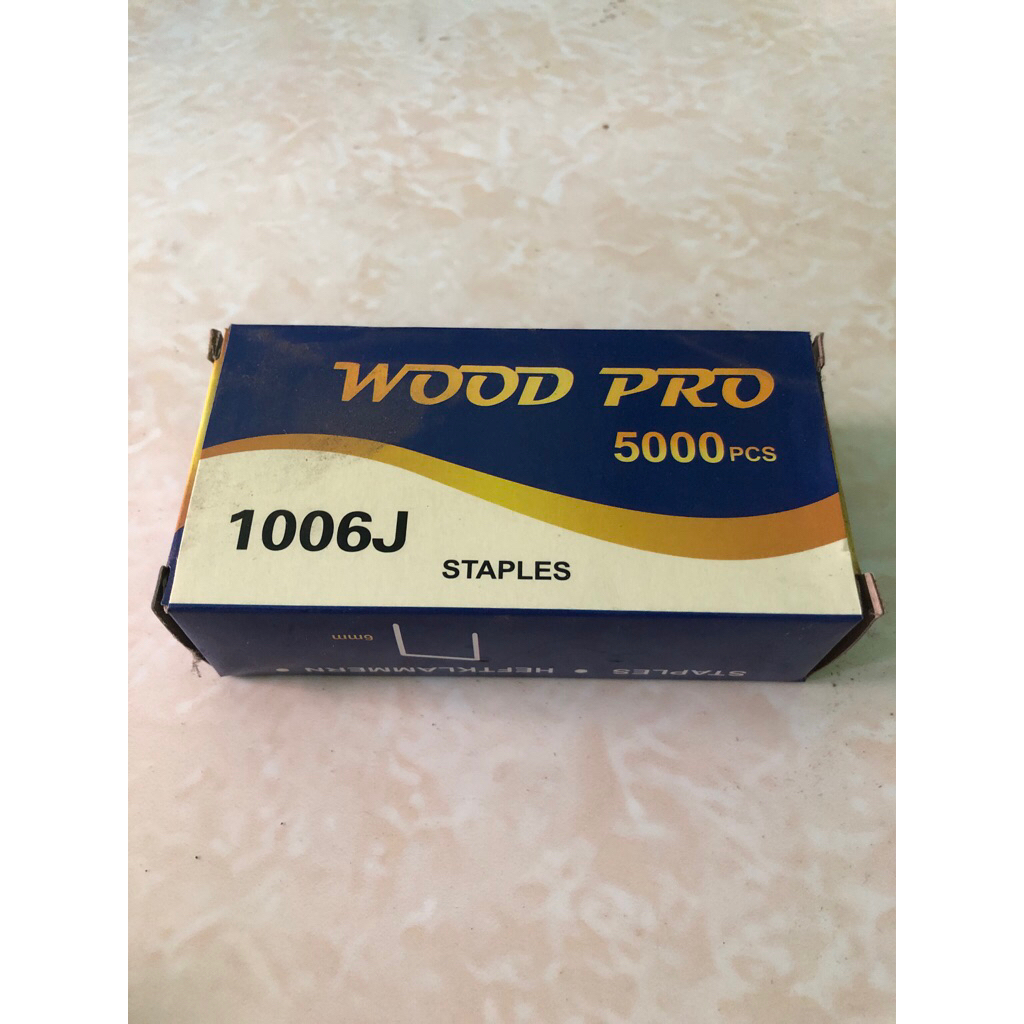 WOOD PRO
5000 PCS
1006J
STAPLES
6mm
STAPLES • HEFTKLAMMERN •